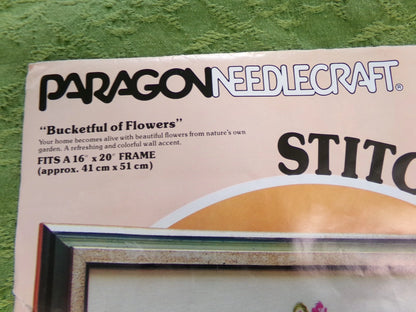 PARAGON NEEDLECRAFT®
"Bucketful of Flowers"
Your home becomes alive with beautiful flowers from nature's own
garden. A refreshing and colorful wall accent.
FITS A 16" x 20" FRAME
(approx. 41 cm x 51 cm)
STITC